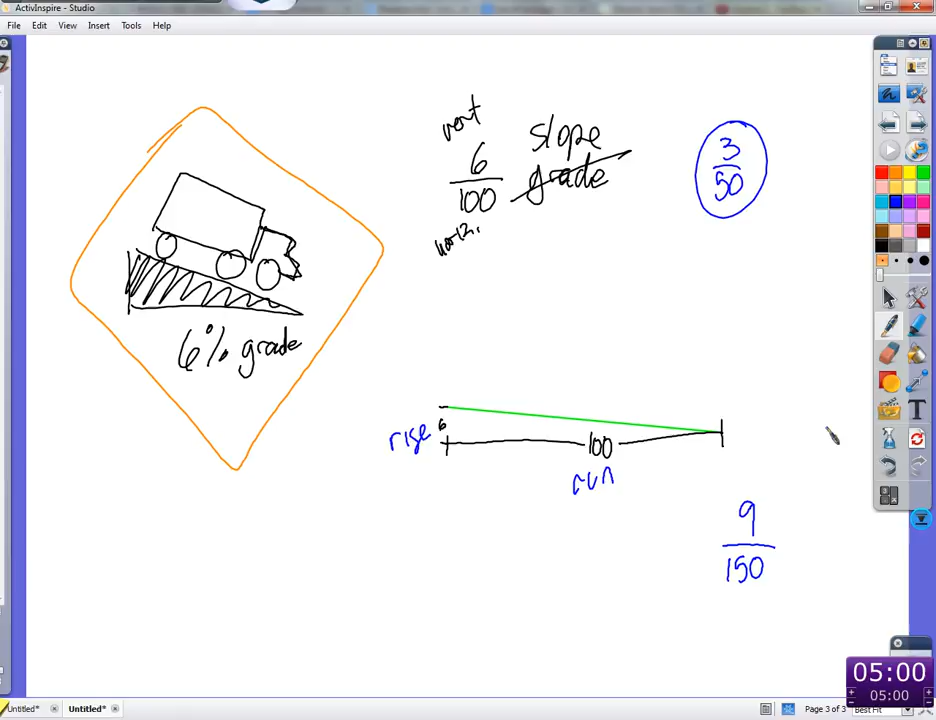 ActivInspire - Studio
File Edit View Insert Tools Help
vert
6
100
slope
grade
3
50
6% grade
6
rise
100
run
9
150
T
05:00
05:00
Untitled* Untitled*
Page 3 of 3 Best Fit